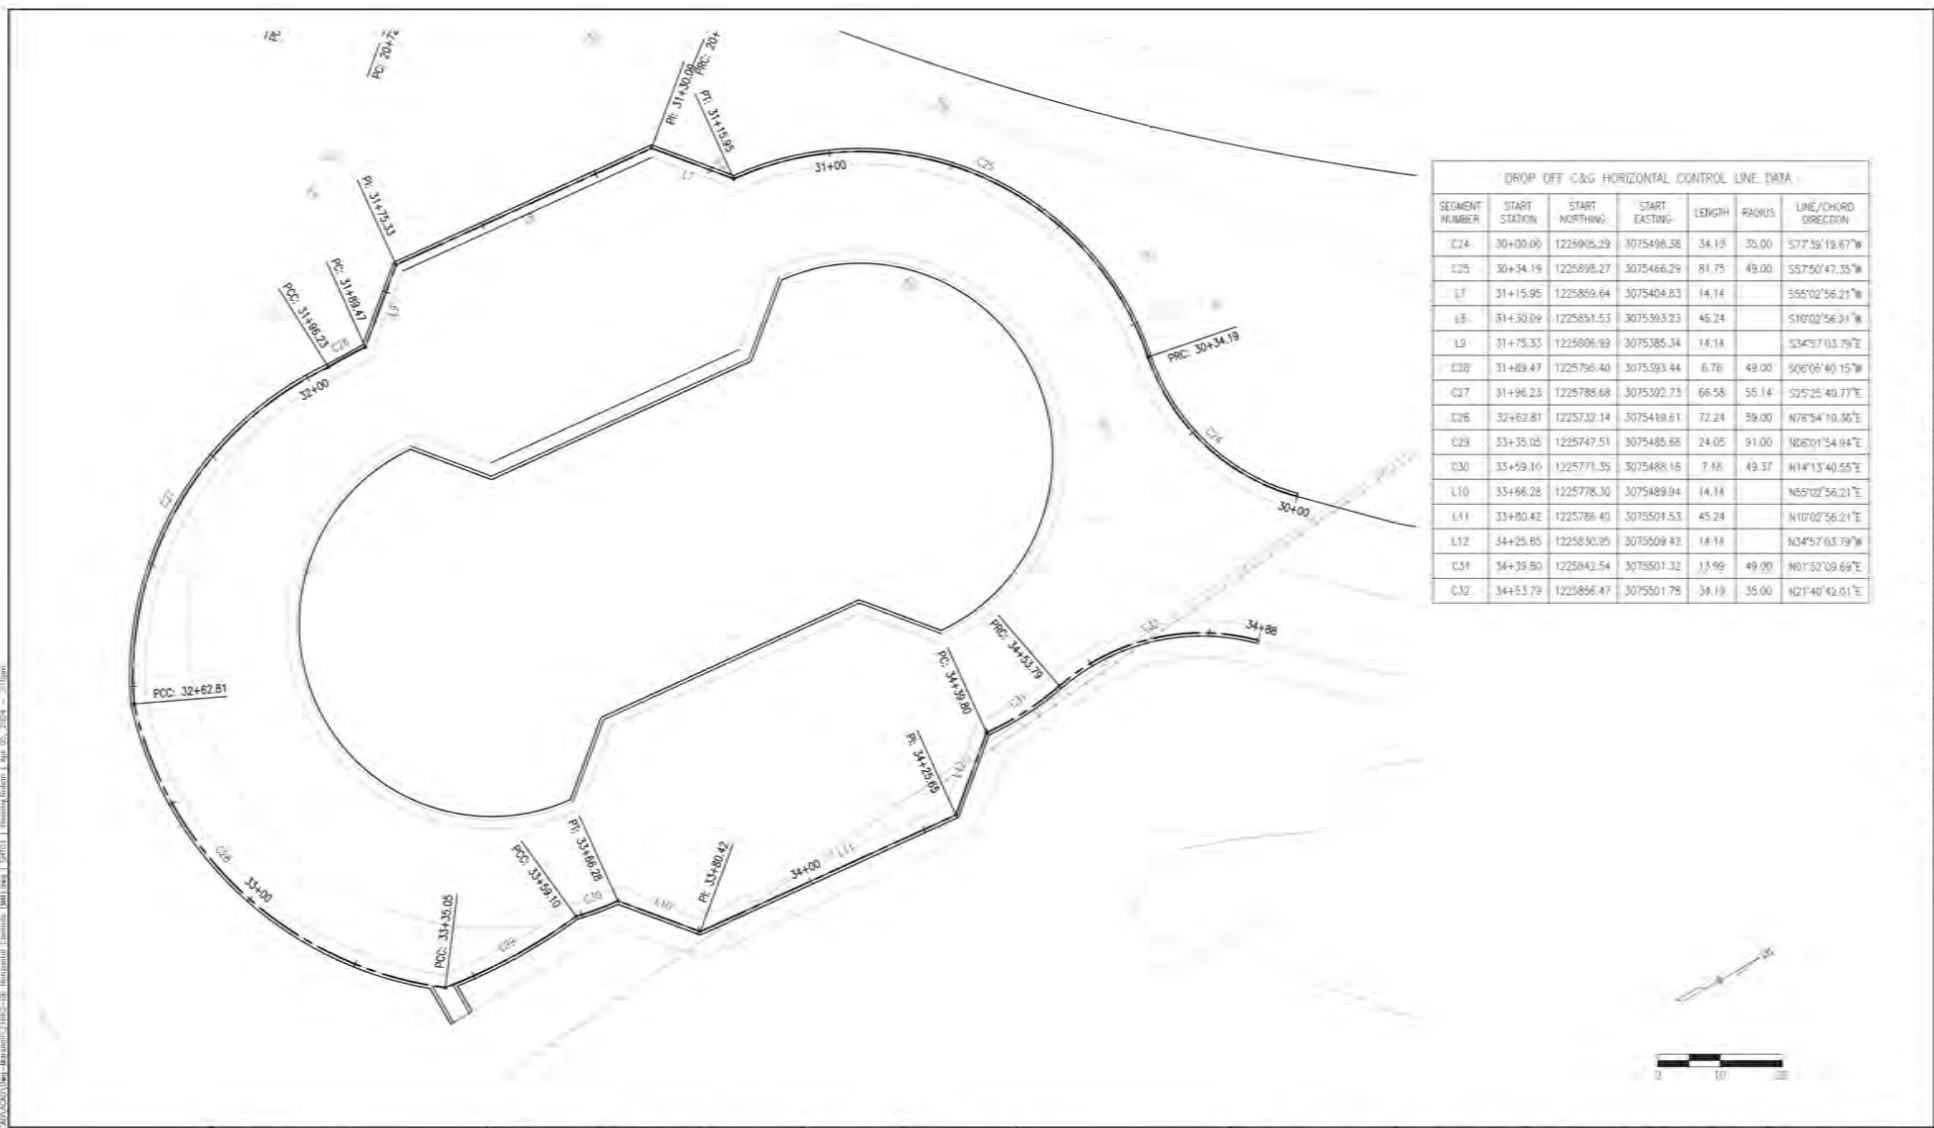 PC
PC: 20+72
PRC: 20+
PI: 31+30.09
PT: 31+15.95
31+00
C25
L7
L8
PI: 31+75.33
PC: 31+89.47
PCC: 31+96.23
L9
C26
32+00
PRC: 30+34.19
C24
30+00
C27
PCC: 32+62.81
C28
33+00
PCC: 33+35.05
C29
PCC: 33+59.10
C30
PT: 33+66.28
L10
PI: 33+80.42
34+00
L11
PI: 34+25.65
L12
PC: 34+39.80
C31
PRC: 34+53.79
C32
34+88
DROP OFF C&G HORIZONTAL CONTROL LINE DATA
SEGMENT NUMBER START STATION START NORTHING START EASTING LENGTH RADIUS LINE/CHORD DIRECTION
C24 30+00.00 1225905.29 3075498.38 34.19 35.00 S77°39'19.67"W
C25 30+34.19 1225898.27 3075466.29 81.75 49.00 S57°50'47.35"W
L7 31+15.95 1225859.64 3075404.83 14.14 S55°02'56.21"W
L8 31+30.09 1225851.53 3075393.23 45.24 S10°02'56.21"W
L9 31+75.33 1225806.99 3075385.34 14.14 S34°57'03.79"E
31+89.47 1225795.40 3075393.44 6.76 49.00 S06°06'40.15"W
C27 31+96.23 1225788.68 3075392.73 66.58 55.14 S25°25'40.77"E
32+62.81 1225732.14 3075419.61 72.24 59.00 N76°54'10.36"E
C29 33+35.05 1225747.51 3075485.66 24.05 91.00 N06°01'54.94"E
C30 33+59.10 1225771.35 3075488.16 7.18 49.37 N14°13'40.55"E
L10 33+66.28 1225778.30 3075489.94 14.14 N55°02'56.21"E
L11 33+80.42 1225786.40 3075501.53 45.24 N10°02'56.21"E
L12 34+25.65 1225830.95 3075509.42 14.14 N34°57'03.79"W
C31 34+39.80 1225842.54 3075501.32 13.99 49.00 N01°52'09.69"E
C32 34+53.79 1225856.47 3075501.78 34.19 35.00 N21°40'42.01"E
0 10 20